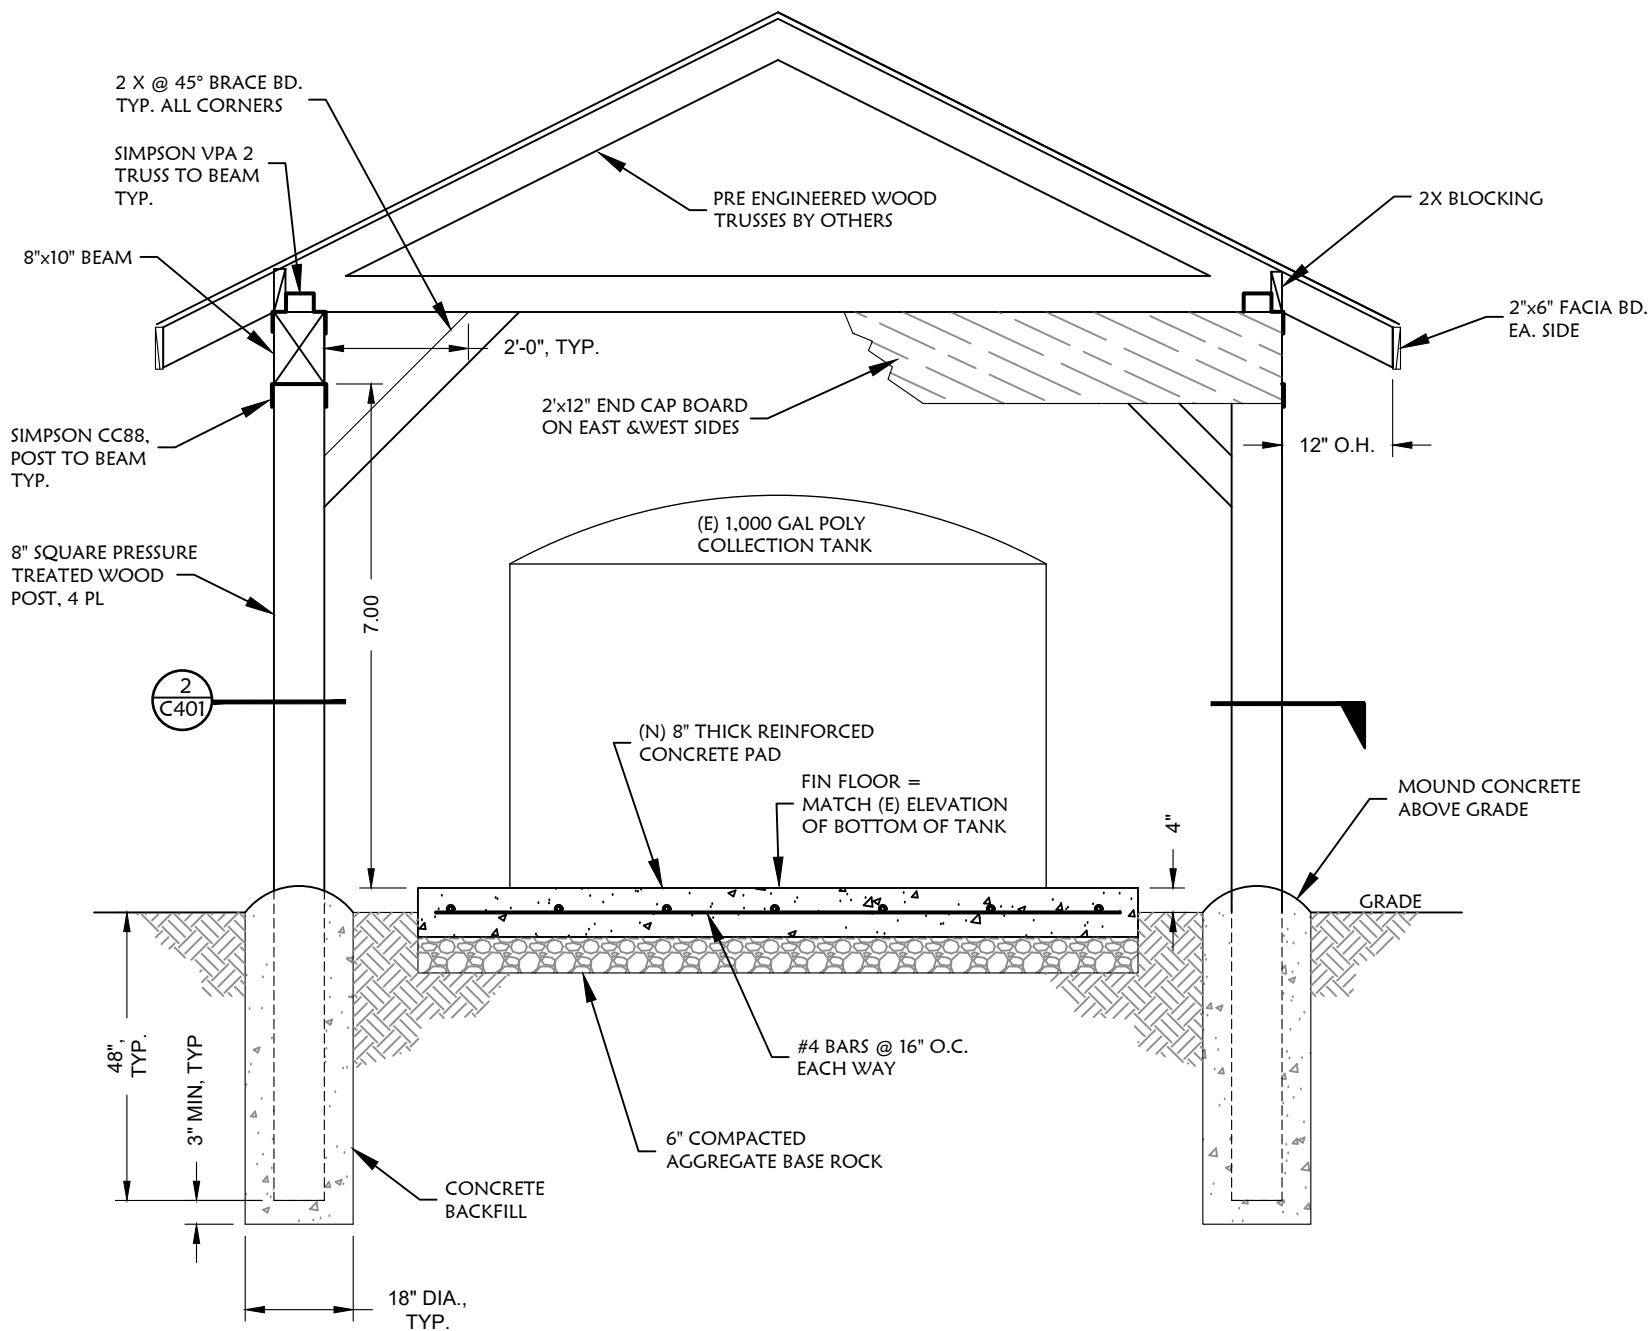 2 X @ 45° BRACE BD.
TYP. ALL CORNERS
SIMPSON VPA 2
TRUSS TO BEAM
TYP.
PRE ENGINEERED WOOD
TRUSSES BY OTHERS
2X BLOCKING
8"x10" BEAM
2"x6" FACIA BD.
EA. SIDE
2'-0", TYP.
2'x12" END CAP BOARD
ON EAST &WEST SIDES
12" O.H.
SIMPSON CC88,
POST TO BEAM
TYP.
(E) 1,000 GAL POLY
COLLECTION TANK
8" SQUARE PRESSURE
TREATED WOOD
POST, 4 PL
7.00
2
C401
(N) 8" THICK REINFORCED
CONCRETE PAD
FIN FLOOR =
MATCH (E) ELEVATION
OF BOTTOM OF TANK
4"
MOUND CONCRETE
ABOVE GRADE
GRADE
48",
TYP.
3" MIN, TYP
#4 BARS @ 16" O.C.
EACH WAY
6" COMPACTED
AGGREGATE BASE ROCK
CONCRETE
BACKFILL
18" DIA.,
TYP.